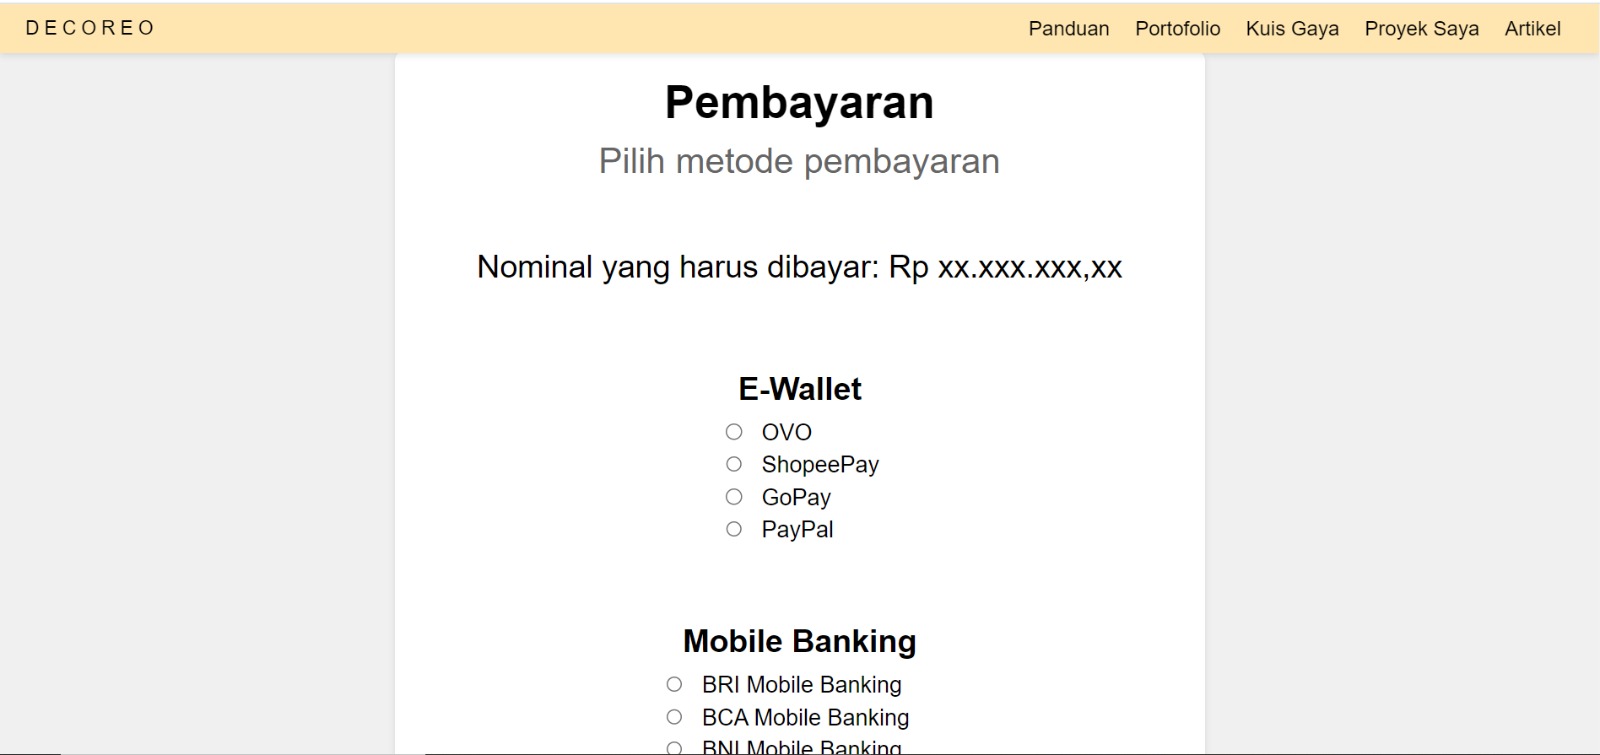 DECOREO
Panduan Portofolio Kuis Gaya Proyek Saya Artikel
Pembayaran
Pilih metode pembayaran
Nominal yang harus dibayar: Rp xx.xxx.xxx,xx
E-Wallet
OVO
ShopeePay
GoPay
PayPal
Mobile Banking
BRI Mobile Banking
BCA Mobile Banking
BNI Mobile Banking